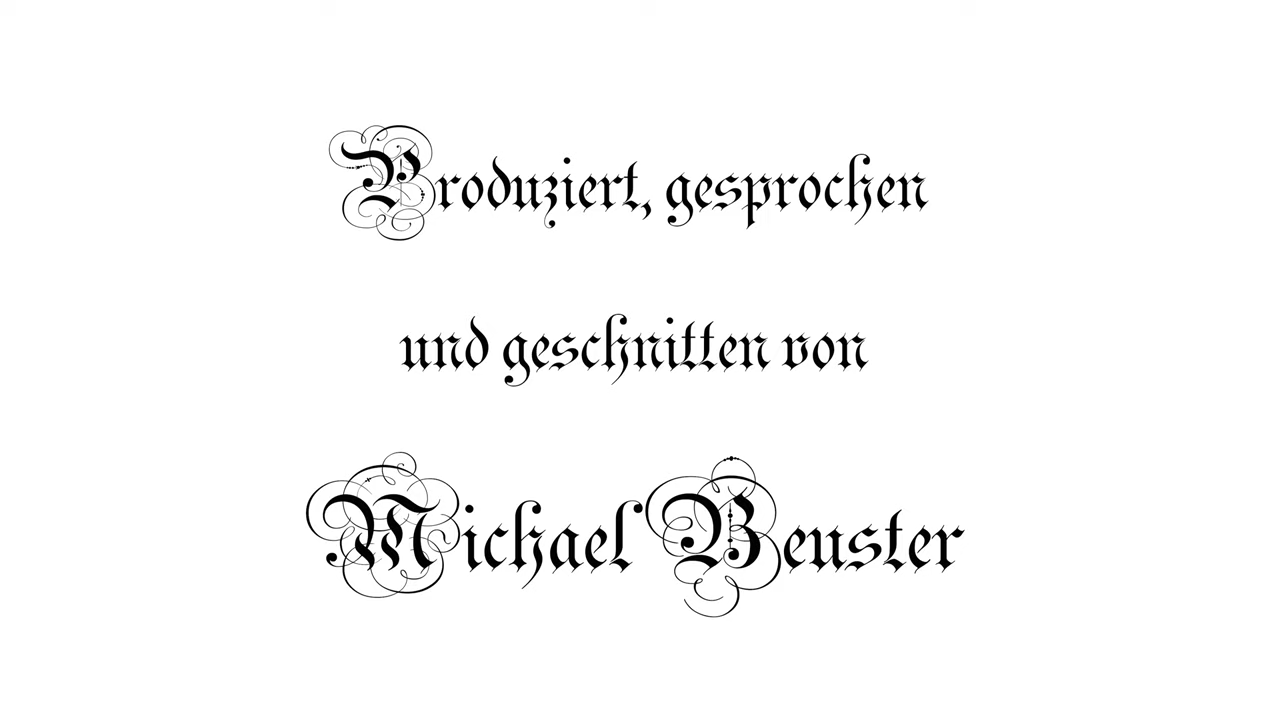 Produziert, gesprochen
und geschnitten von
Michael Beuster